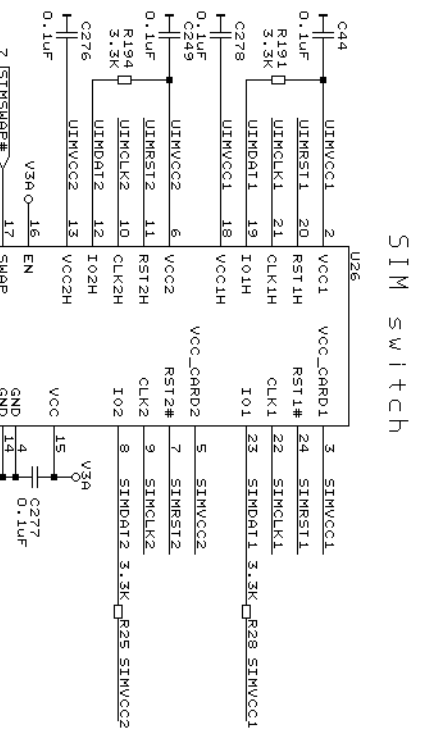 SIM switch
U26
C44
0.1uF
UIMVCC1 2 VCC1 VCC_CARD1 3 SIMVCC1
UIMRST1 20 RST1H RST1# 24 SIMRST1
R191
3.3K
UIMCLK1 21 CLK1H CLK1 22 SIMCLK1
UIMDAT1 19 IO1H IO1 23 SIMDAT1 3.3K R28 SIMVCC1
C278
0.1uF
UIMVCC1 18 VCC1H
VCC_CARD2 5 SIMVCC2
C249
0.1uF
UIMVCC2 6 VCC2 RST2# 7 SIMRST2
UIMRST2 11 RST2H CLK2 9 SIMCLK2
R194
3.3K
UIMCLK2 10 CLK2H IO2 8 SIMDAT2 3.3K R25 SIMVCC2
UIMDAT2 12 IO2H
C276
0.1uF
UIMVCC2 13 VCC2H
V3A
VCC 15
V3A 16 EN
C277
0.1uF
GND 4
7 SIMSWAP# 17 SWAP GND 14